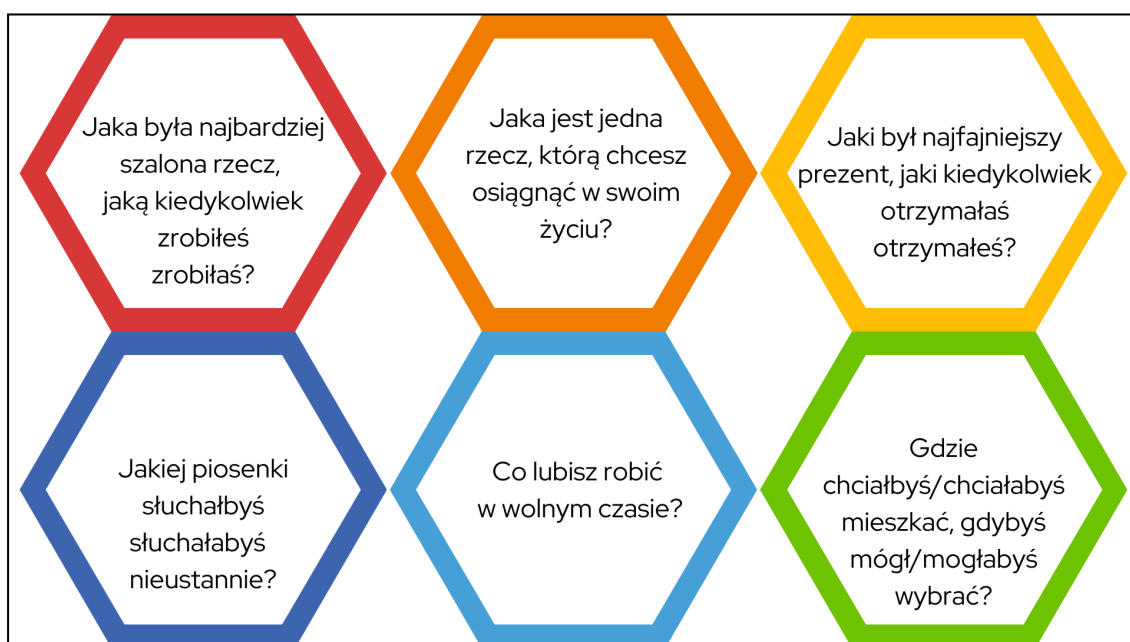 Jaka była najbardziej
szalona rzecz,
jaką kiedykolwiek
zrobiłeś
zrobiłaś?
Jaka jest jedna
rzecz, którą chcesz
osiągnąć w swoim
życiu?
Jaki był najfajniejszy
prezent, jaki kiedykolwiek
otrzymałaś
otrzymałeś?
Jakiej piosenki
słuchałbyś
słuchałabyś
nieustannie?
Co lubisz robić
w wolnym czasie?
Gdzie
chciałbyś/chciałabyś
mieszkać, gdybyś
mógł/mogłabyś
wybrać?